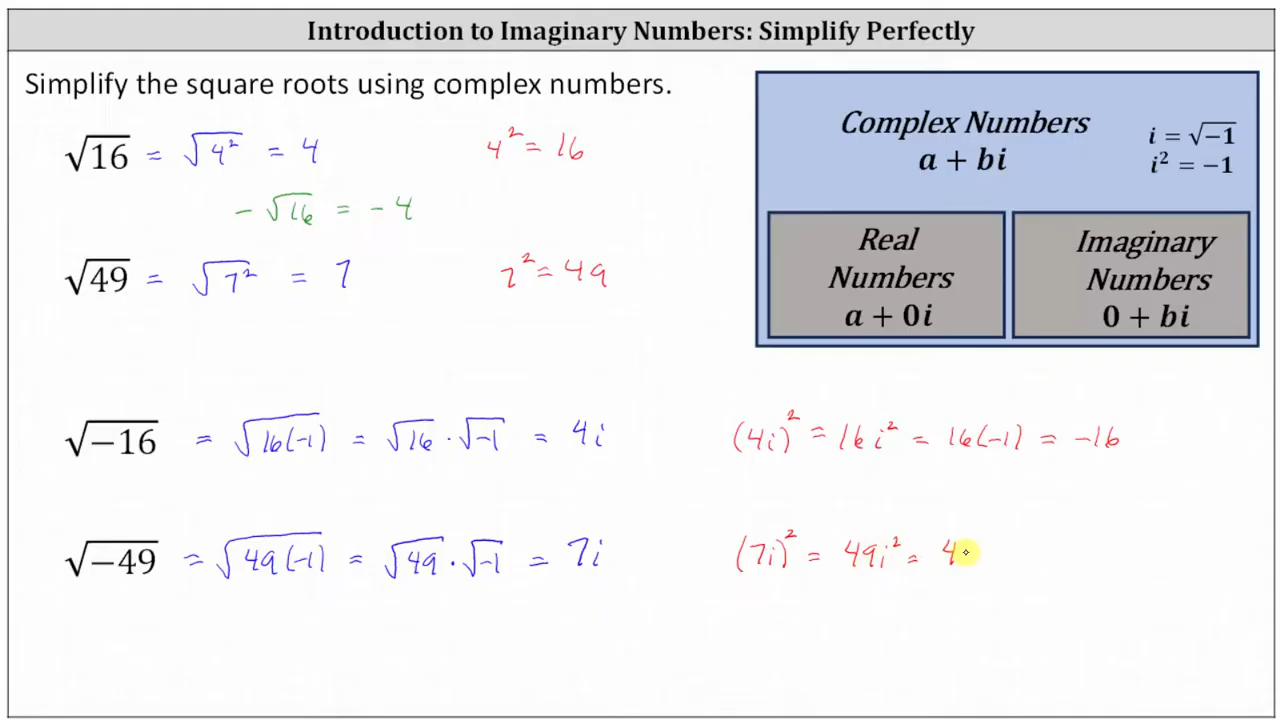 Introduction to Imaginary Numbers: Simplify Perfectly
Simplify the square roots using complex numbers.
√16 = √4² = 4
4² = 16
- √16 = - 4
√49 = √7² = 7
7² = 49
Complex Numbers
a + bi
i = √−1
i² = −1
Real
Numbers
a + 0i
Imaginary
Numbers
0 + bi
√−16 = √16(-1) = √16 · √-1 = 4i
(4i)² = 16i² = 16(-1) = -16
√−49 = √49(-1) = √49 · √-1 = 7i
(7i)² = 49i² = 4